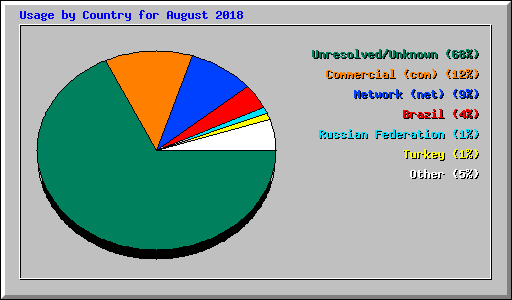 Usage by Country for August 2018
Unresolved/Unknown (68%)
Commercial (com) (12%)
Network (net) (9%)
Brazil (4%)
Russian Federation (1%)
Turkey (1%)
Other (5%)